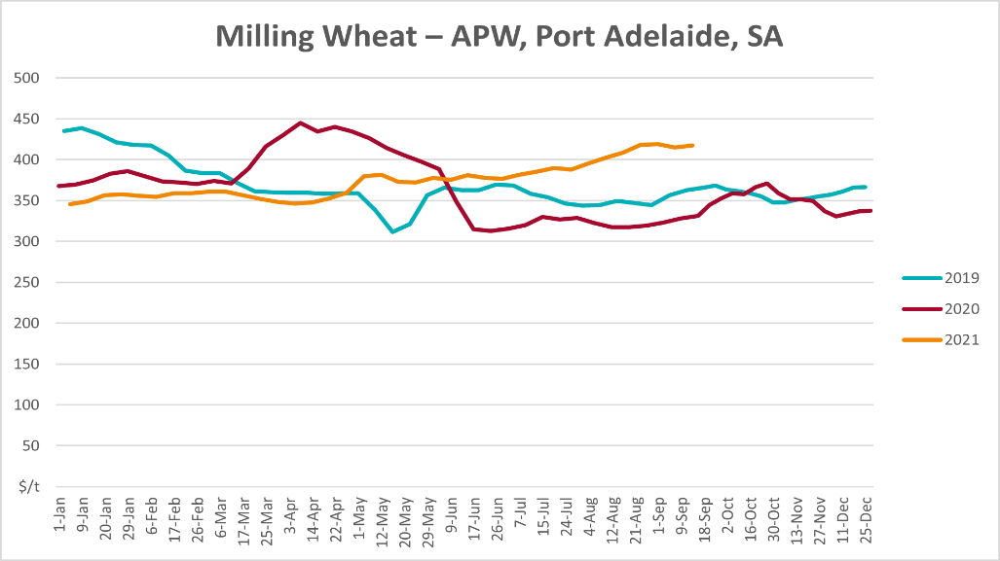 Milling Wheat – APW, Port Adelaide, SA
500
450
400
350
300
250
200
150
100
50
$/t
1-Jan
9-Jan
20-Jan
29-Jan
6-Feb
17-Feb
26-Feb
6-Mar
17-Mar
25-Mar
3-Apr
14-Apr
22-Apr
1-May
12-May
20-May
29-May
9-Jun
17-Jun
26-Jun
7-Jul
15-Jul
24-Jul
4-Aug
12-Aug
21-Aug
1-Sep
9-Sep
18-Sep
2-Oct
16-Oct
30-Oct
13-Nov
27-Nov
11-Dec
25-Dec
2019
2020
2021